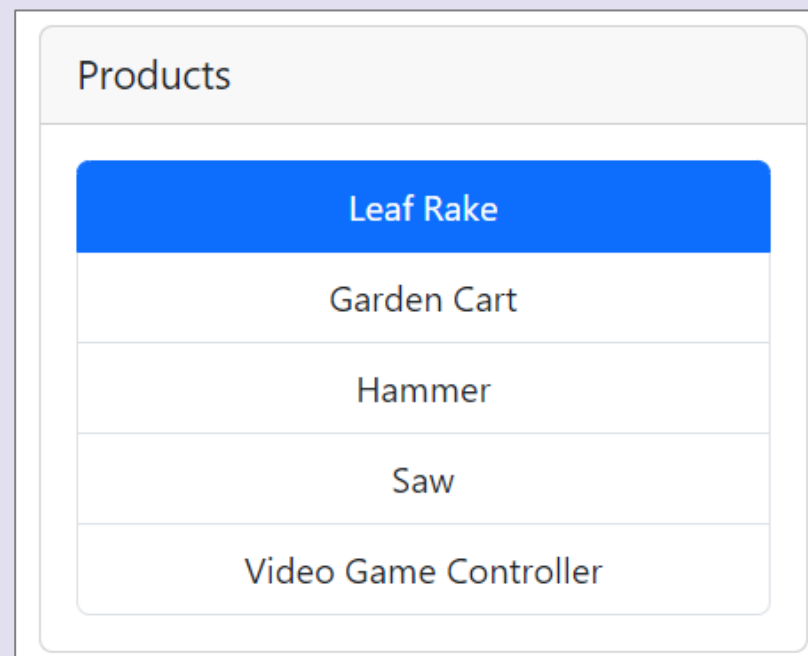 Products
Leaf Rake
Garden Cart
Hammer
Saw
Video Game Controller